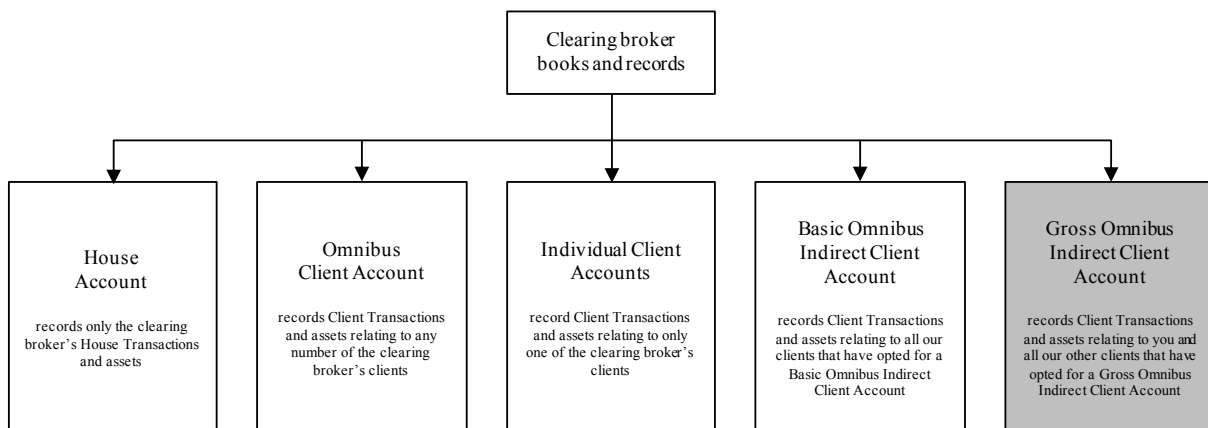 Clearing broker
books and records
House
Account
records only the clearing
broker's House Transactions
and assets
Omnibus
Client Account
records Client Transactions
and assets relating to any
number of the clearing
broker's clients
Individual Client
Accounts
record Client Transactions
and assets relating to only
one of the clearing broker's
clients
Basic Omnibus
Indirect Client
Account
records Client Transactions
and assets relating to all our
clients that have opted for a
Basic Omnibus Indirect
Client Account
Gross Omnibus
Indirect Client
Account
records Client Transactions
and assets relating to you and
all our other clients that have
opted for a Gross Omnibus
Indirect Client Account